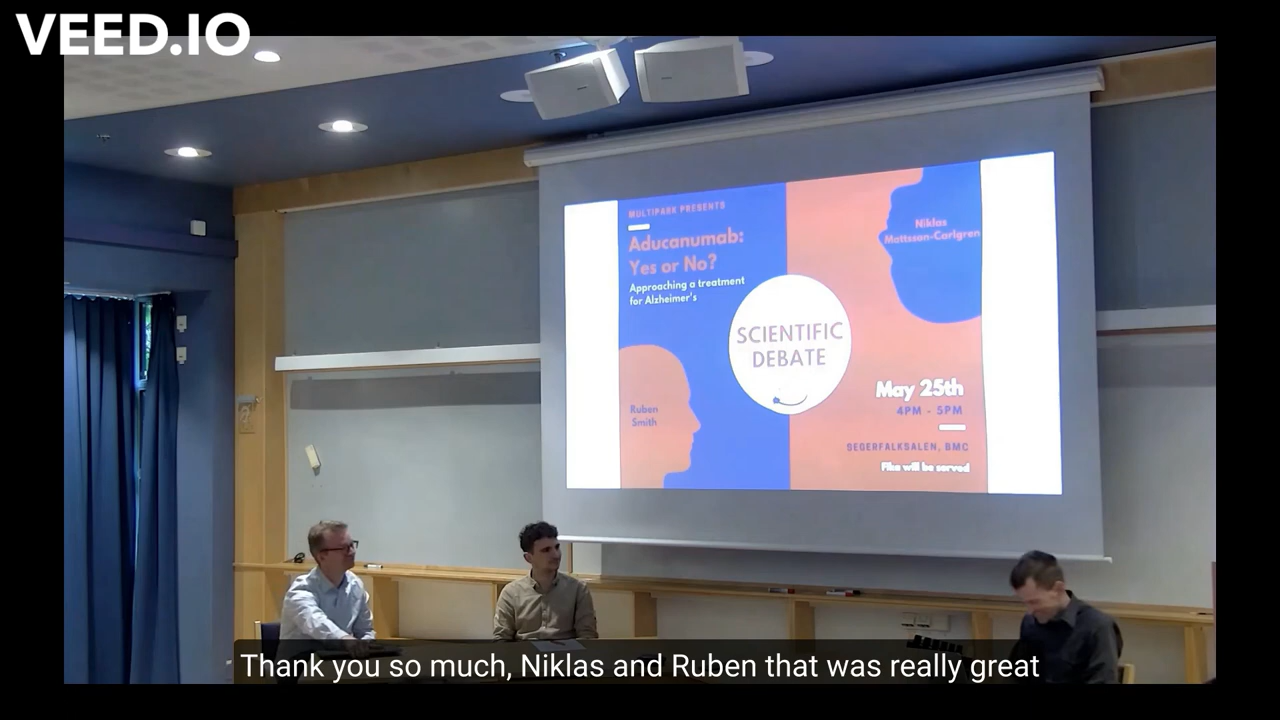 VEED.IO
MULTIPARK PRESENTS
Aducanumab:
Yes or No?
Approaching a treatment
for Alzheimer's
Niklas
Mattsson-Carlgren
SCIENTIFIC
DEBATE
Ruben
Smith
May 25th
4PM - 5PM
SEGERFALKSALEN, BMC
Fika will be served
Thank you so much, Niklas and Ruben that was really great